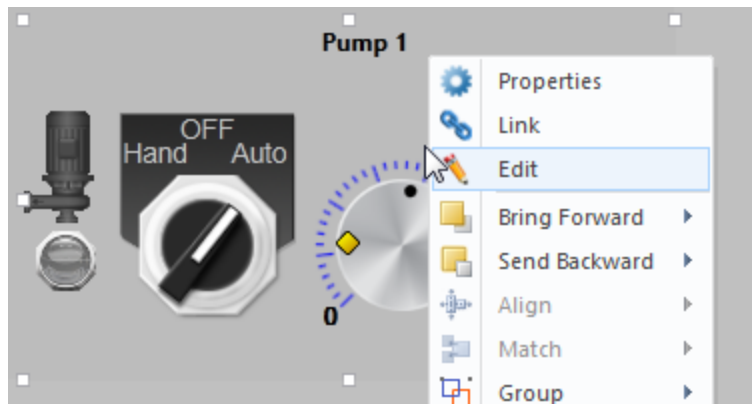 Pump 1
OFF
Hand Auto
0
Properties
Link
Edit
Bring Forward
Send Backward
Align
Match
Group